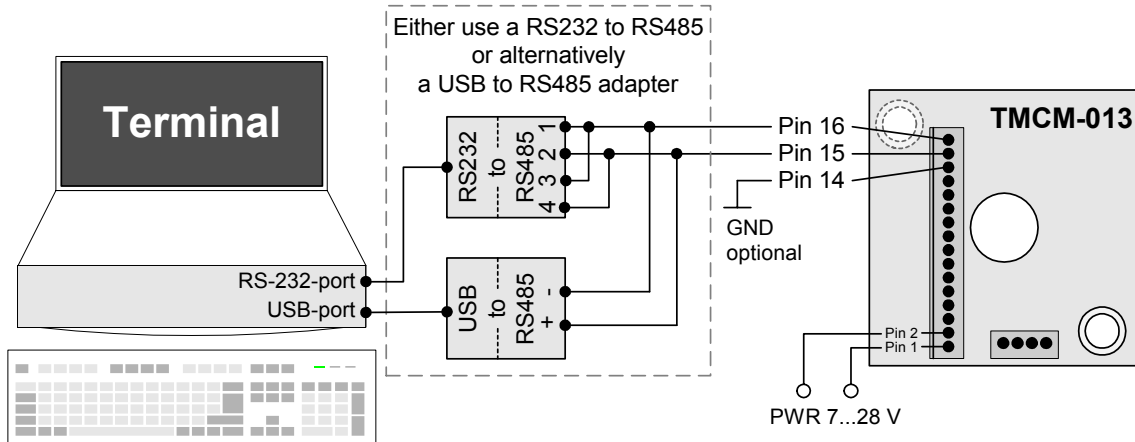 Either use a RS232 to RS485
or alternatively
a USB to RS485 adapter
Terminal
RS-232-port
USB-port
RS232
to
RS485
1
2
3
4
USB
to
RS485
-
+
Pin 16
Pin 15
Pin 14
GND
optional
TMCM-013
Pin 2
Pin 1
PWR 7...28 V